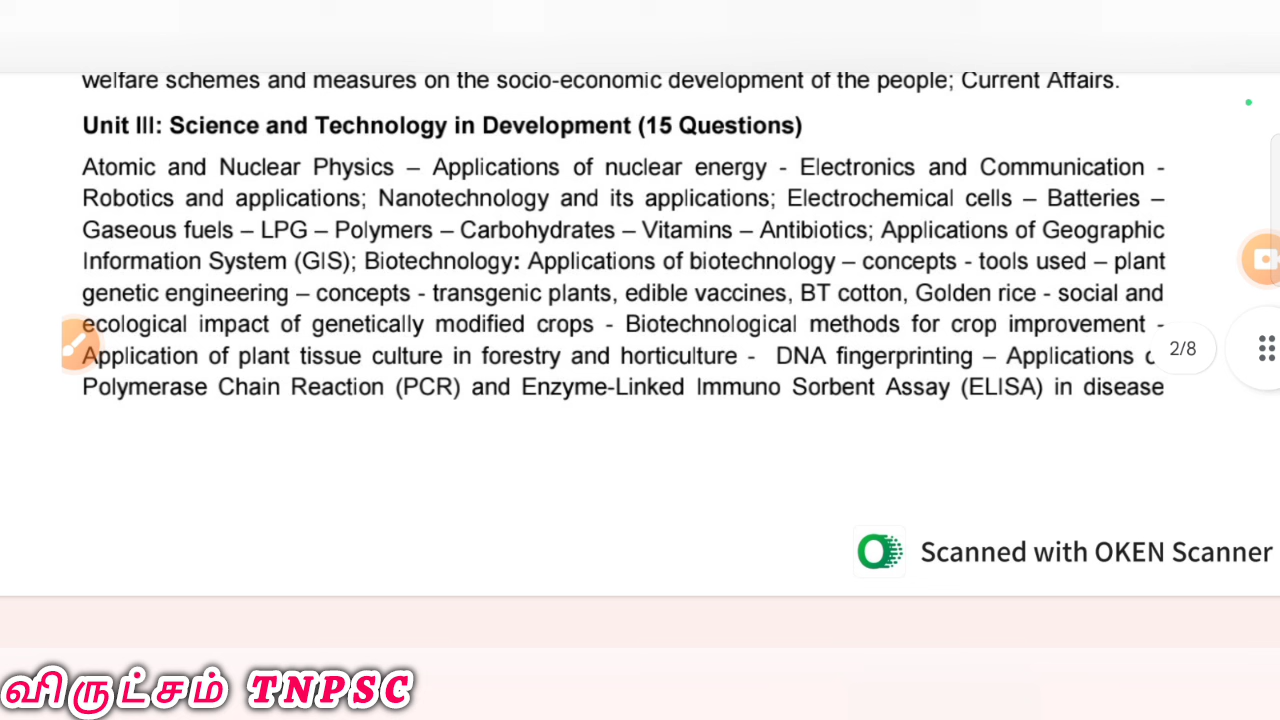 welfare schemes and measures on the socio-economic development of the people; Current Affairs.
Unit III: Science and Technology in Development (15 Questions)
Atomic and Nuclear Physics – Applications of nuclear energy - Electronics and Communication -
Robotics and applications; Nanotechnology and its applications; Electrochemical cells – Batteries –
Gaseous fuels – LPG – Polymers – Carbohydrates – Vitamins – Antibiotics; Applications of Geographic
Information System (GIS); Biotechnology: Applications of biotechnology – concepts - tools used – plant
genetic engineering – concepts - transgenic plants, edible vaccines, BT cotton, Golden rice - social and
ecological impact of genetically modified crops - Biotechnological methods for crop improvement -
Application of plant tissue culture in forestry and horticulture - DNA fingerprinting – Applications
2/8
Polymerase Chain Reaction (PCR) and Enzyme-Linked Immuno Sorbent Assay (ELISA) in disease
Scanned with OKEN Scanner
விருட்சம் TNPSC